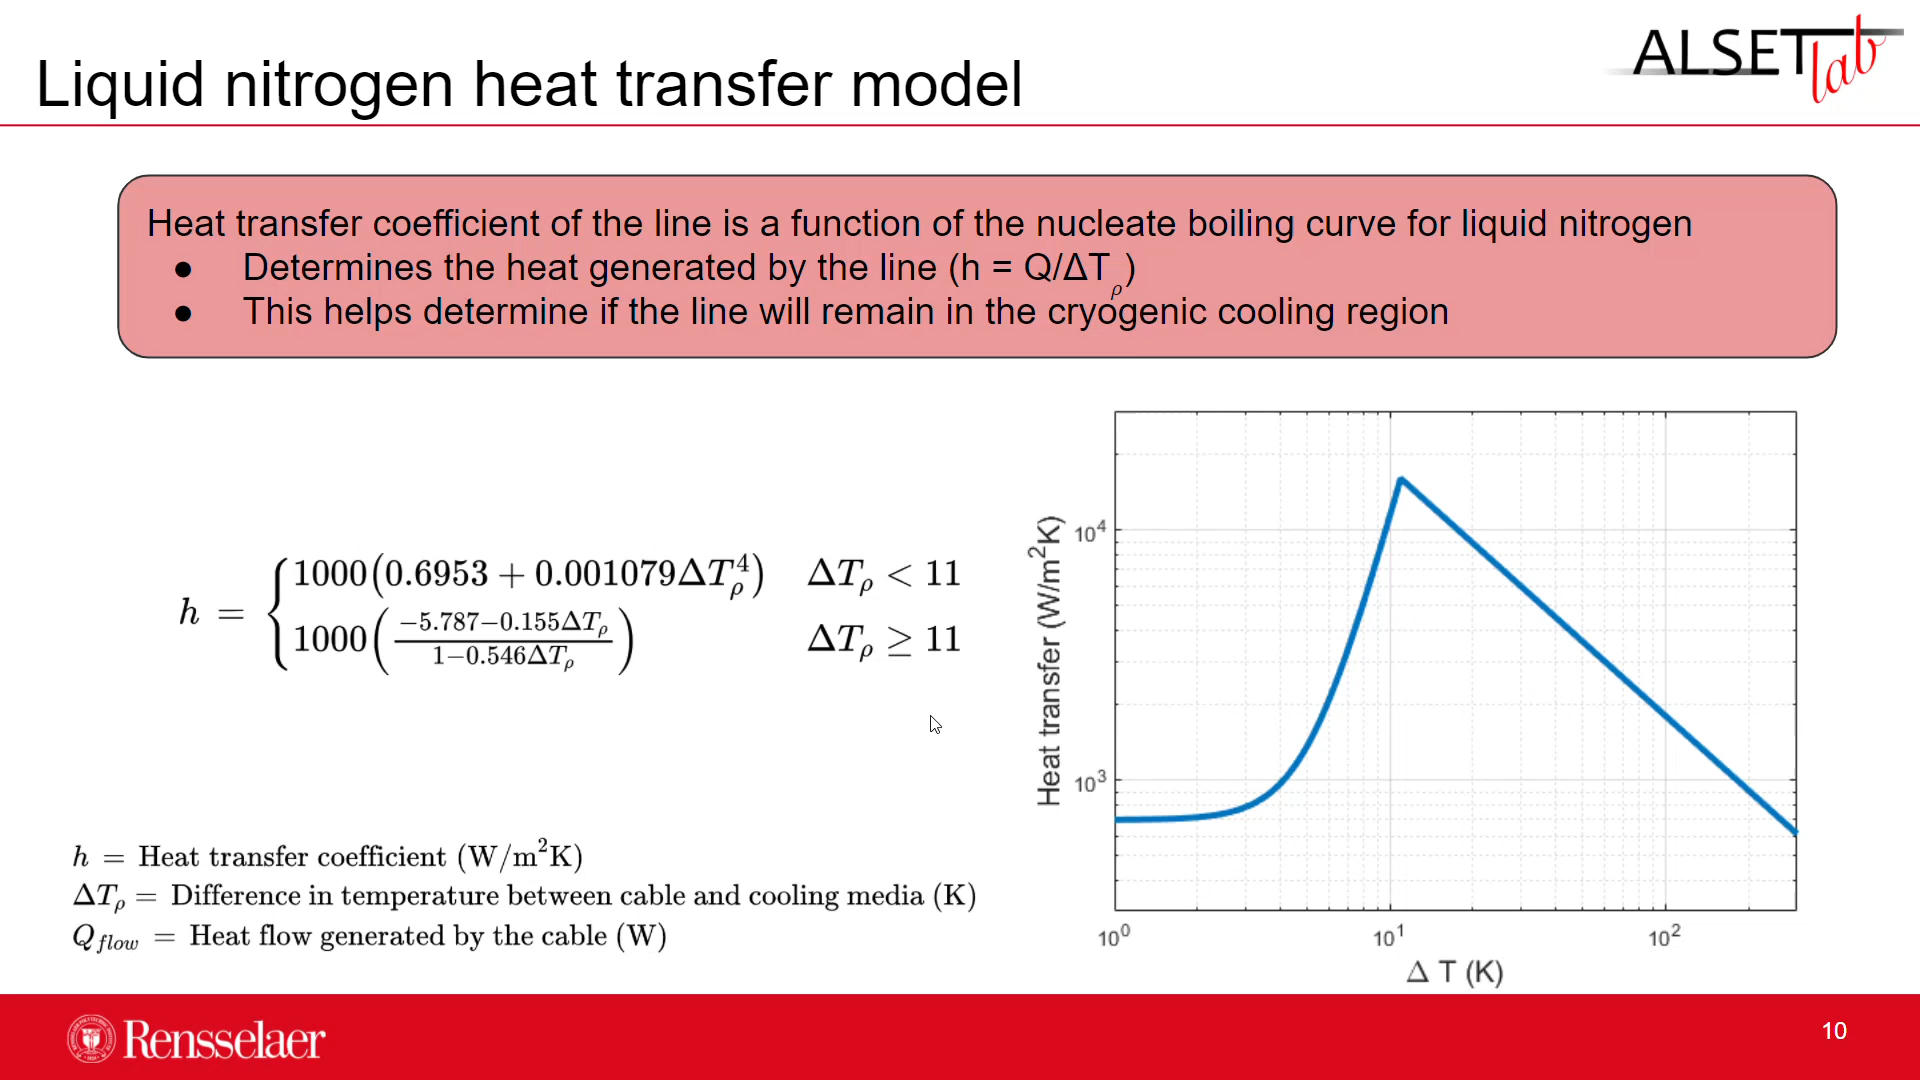 Liquid nitrogen heat transfer model
ALSETlab
Heat transfer coefficient of the line is a function of the nucleate boiling curve for liquid nitrogen
● Determines the heat generated by the line (h = Q/ΔTρ)
● This helps determine if the line will remain in the cryogenic cooling region
h = { 1000(0.6953 + 0.001079ΔTρ⁴) ΔTρ < 11
1000((−5.787−0.155ΔTρ)/(1−0.546ΔTρ)) ΔTρ ≥ 11
h = Heat transfer coefficient (W/m²K)
ΔTρ = Difference in temperature between cable and cooling media (K)
Qflow = Heat flow generated by the cable (W)
Heat transfer (W/m²K)
10⁴
10³
10⁰ 10¹ 10²
Δ T (K)
Rensselaer
10